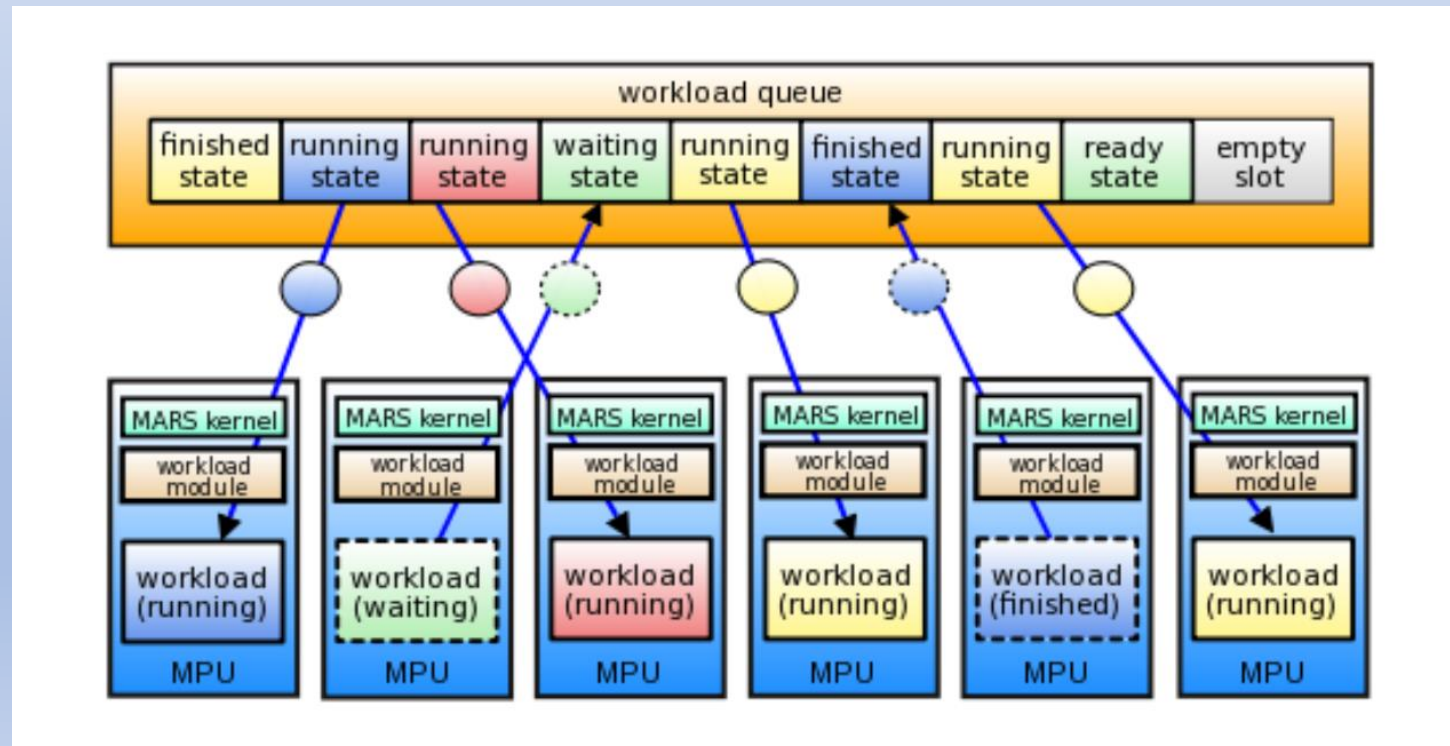 workload queue
finished running running waiting running finished running ready empty
state state state state state state state state slot
MARS kernel MARS kernel MARS kernel MARS kernel MARS kernel MARS kernel
workload workload workload workload workload workload
module module module module module module
workload workload workload workload workload workload
(running) (waiting) (running) (running) (finished) (running)
MPU MPU MPU MPU MPU MPU